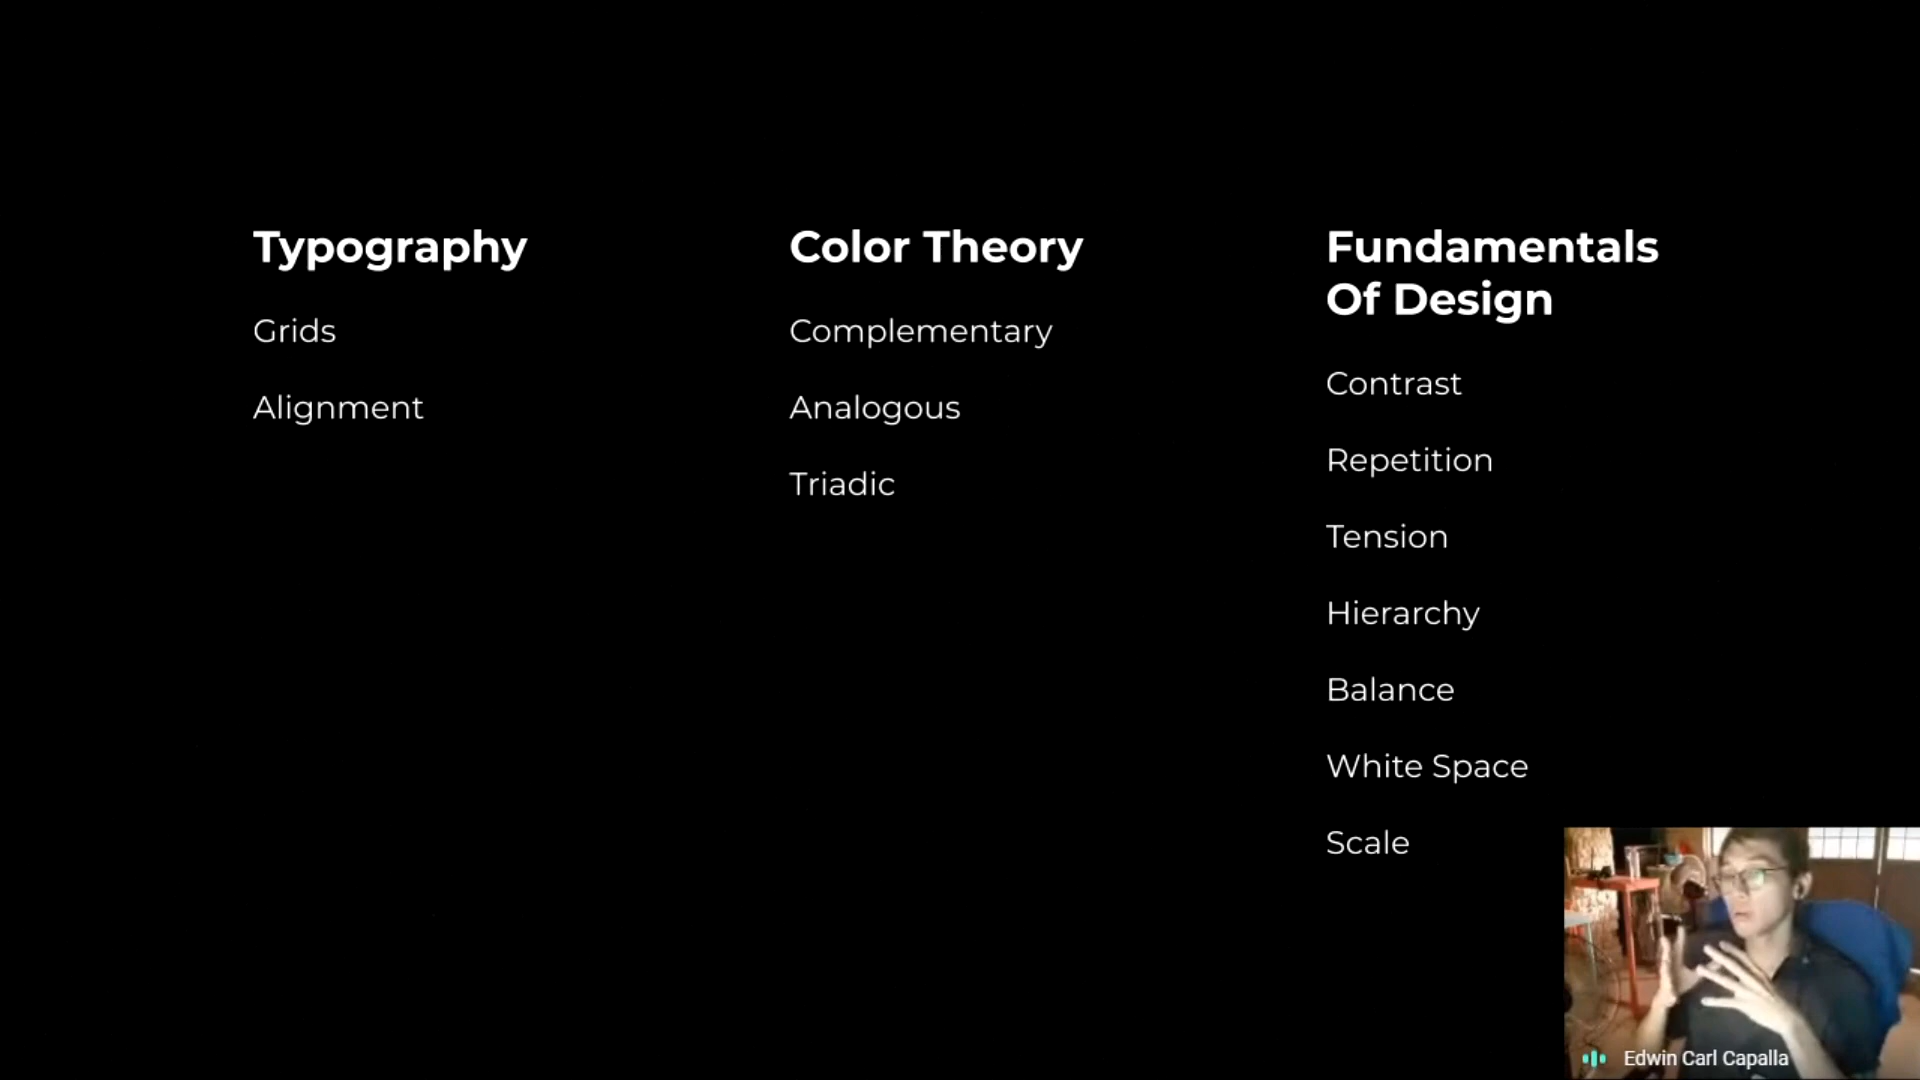 Typography
Grids
Alignment
Color Theory
Complementary
Analogous
Triadic
Fundamentals
Of Design
Contrast
Repetition
Tension
Hierarchy
Balance
White Space
Scale
Edwin Carl Capalla